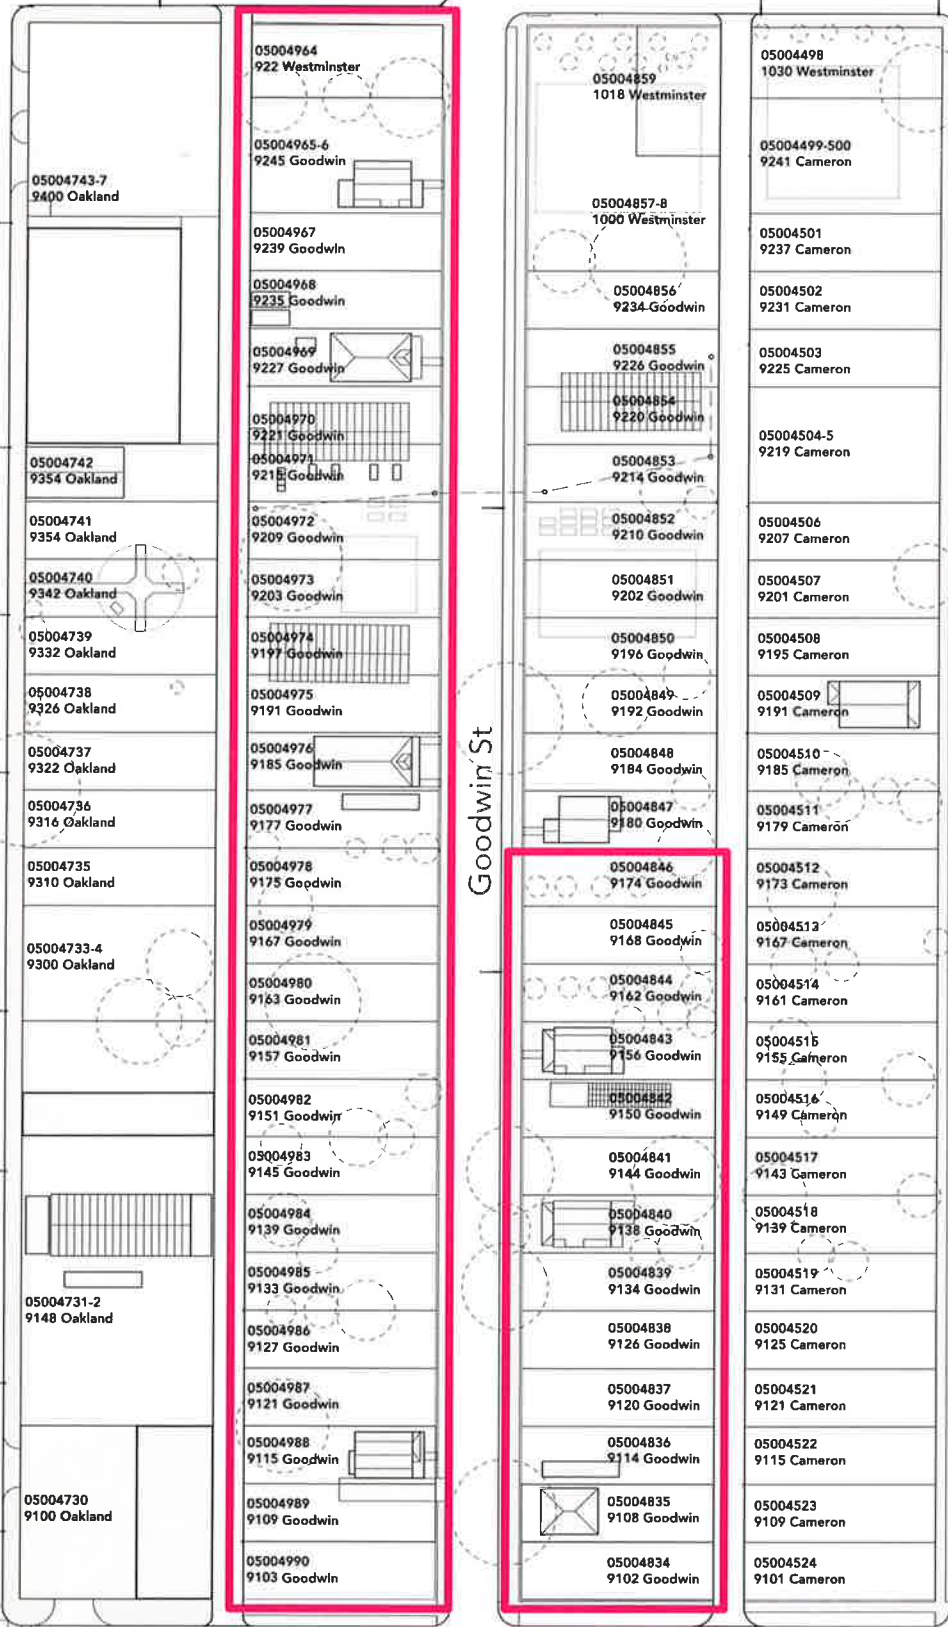 05004743-7
9400 Oakland
05004742
9354 Oakland
05004741
9354 Oakland
05004740
9342 Oakland
05004739
9332 Oakland
05004738
9326 Oakland
05004737
9322 Oakland
05004736
9316 Oakland
05004735
9310 Oakland
05004733-4
9300 Oakland
05004731-2
9148 Oakland
05004730
9100 Oakland
05004964
922 Westminster
05004965-6
9245 Goodwin
05004967
9239 Goodwin
05004968
9235 Goodwin
05004969
9227 Goodwin
05004970
9221 Goodwin
05004971
9215 Goodwin
05004972
9209 Goodwin
05004973
9203 Goodwin
05004974
9197 Goodwin
05004975
9191 Goodwin
05004976
9185 Goodwin
05004977
9177 Goodwin
05004978
9175 Goodwin
05004979
9167 Goodwin
05004980
9163 Goodwin
05004981
9157 Goodwin
05004982
9151 Goodwin
05004983
9145 Goodwin
05004984
9139 Goodwin
05004985
9133 Goodwin
05004986
9127 Goodwin
05004987
9121 Goodwin
05004988
9115 Goodwin
05004989
9109 Goodwin
05004990
9103 Goodwin
Goodwin St
05004859
1018 Westminster
05004857-8
1000 Westminster
05004856
9234 Goodwin
05004855
9226 Goodwin
05004854
9220 Goodwin
05004853
9214 Goodwin
05004852
9210 Goodwin
05004851
9202 Goodwin
05004850
9196 Goodwin
05004849
9192 Goodwin
05004848
9184 Goodwin
05004847
9180 Goodwin
05004846
9174 Goodwin
05004845
9168 Goodwin
05004844
9162 Goodwin
05004843
9156 Goodwin
05004842
9150 Goodwin
05004841
9144 Goodwin
05004840
9138 Goodwin
05004839
9134 Goodwin
05004838
9126 Goodwin
05004837
9120 Goodwin
05004836
9114 Goodwin
05004835
9108 Goodwin
05004834
9102 Goodwin
05004498
1030 Westminster
05004499-500
9241 Cameron
05004501
9237 Cameron
05004502
9231 Cameron
05004503
9225 Cameron
05004504-5
9219 Cameron
05004506
9207 Cameron
05004507
9201 Cameron
05004508
9195 Cameron
05004509
9191 Cameron
05004510
9185 Cameron
05004511
9179 Cameron
05004512
9173 Cameron
05004513
9167 Cameron
05004514
9161 Cameron
05004515
9155 Cameron
05004516
9149 Cameron
05004517
9143 Cameron
05004518
9139 Cameron
05004519
9131 Cameron
05004520
9125 Cameron
05004521
9121 Cameron
05004522
9115 Cameron
05004523
9109 Cameron
05004524
9101 Cameron